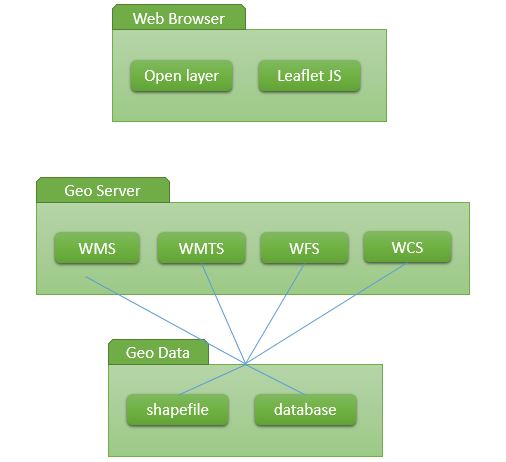 Web Browser
Open layer
Leaflet JS
Geo Server
WMS
WMTS
WFS
WCS
Geo Data
shapefile
database